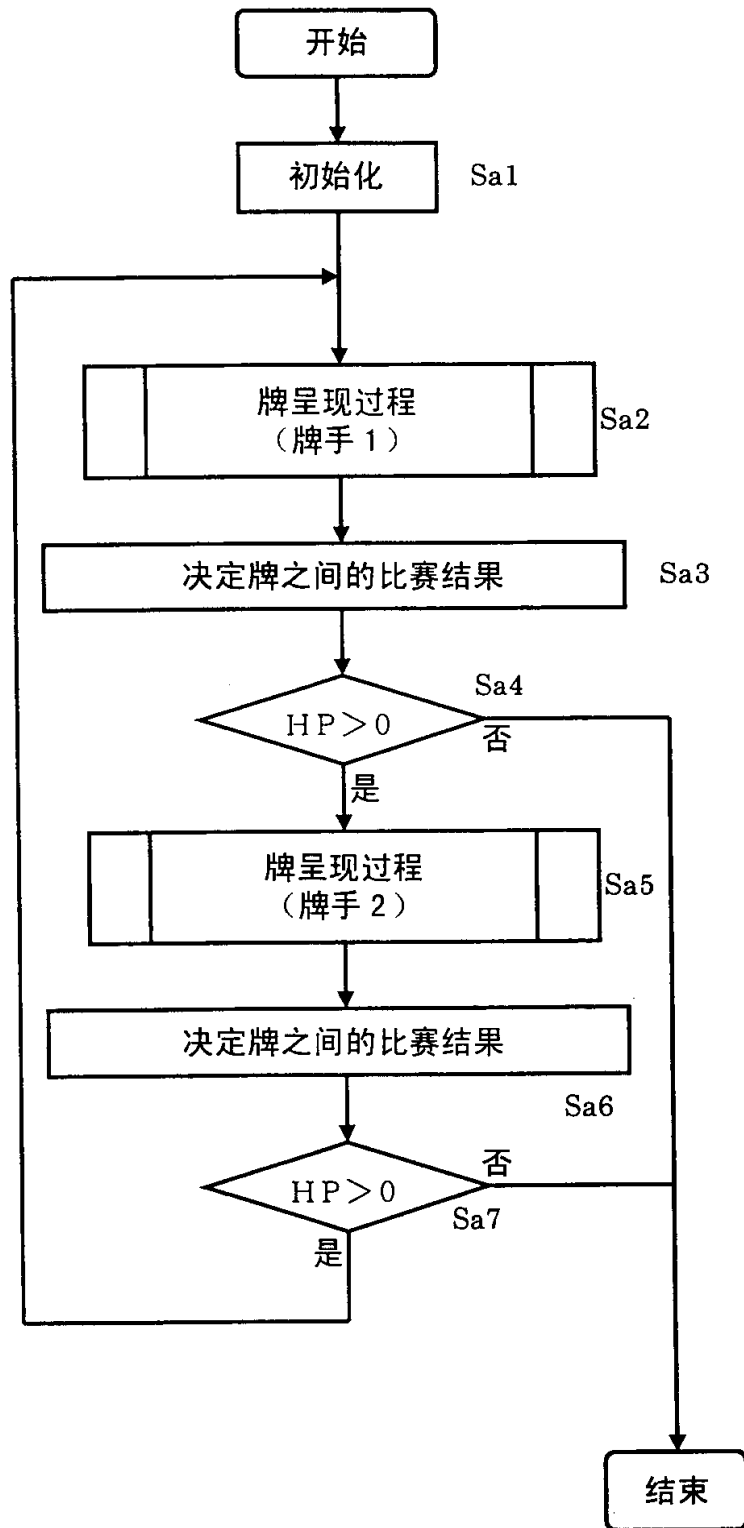 开始
初始化
Sa1
牌呈现过程
（牌手1）
Sa2
决定牌之间的比赛结果
Sa3
HP＞0
Sa4
否
是
牌呈现过程
（牌手2）
Sa5
决定牌之间的比赛结果
Sa6
HP＞0
否
Sa7
是
结束